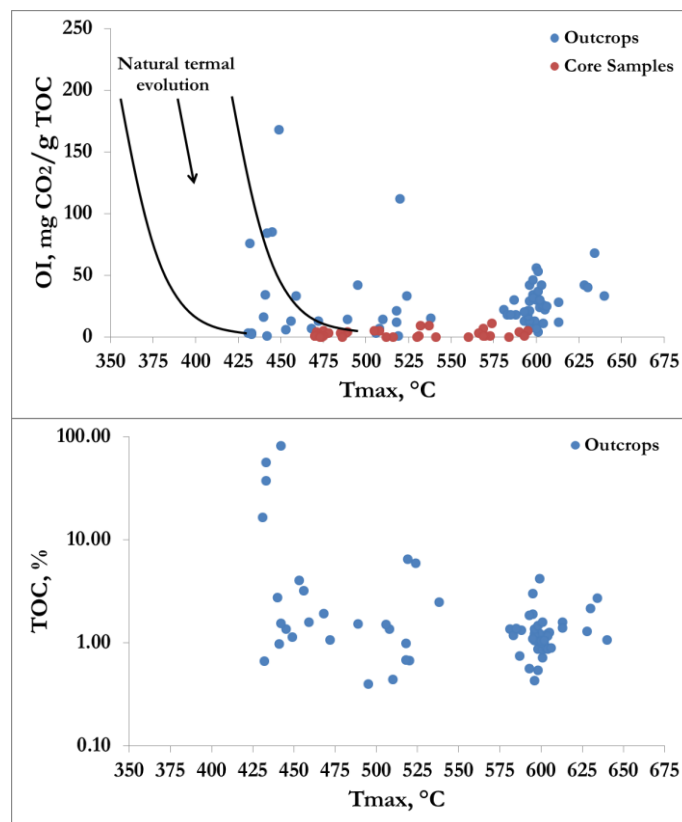 250
200
150
100
50
0
OI, mg CO2/g TOC
Natural termal
evolution
Outcrops
Core Samples
350 375 400 425 450 475 500 525 550 575 600 625 650 675
Tmax, °C
100.00
10.00
1.00
0.10
TOC, %
Outcrops
350 375 400 425 450 475 500 525 550 575 600 625 650 675
Tmax, °C